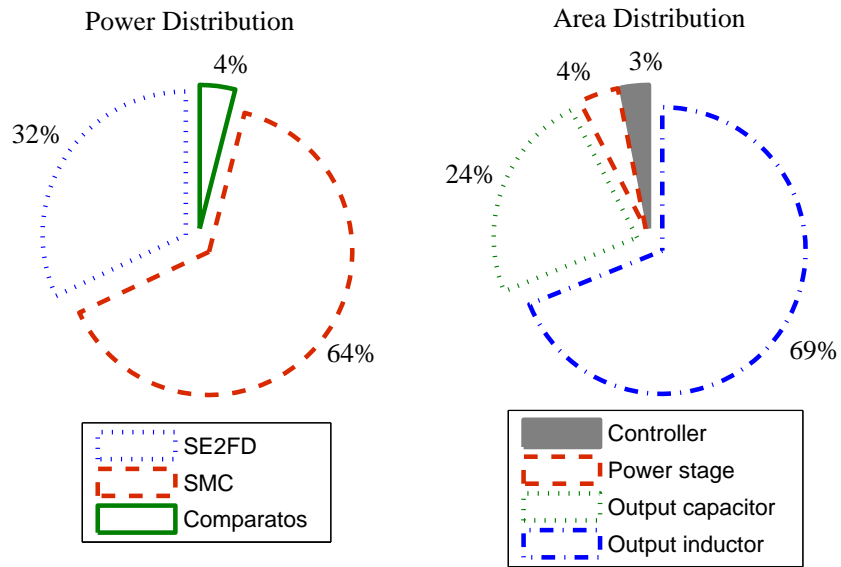 Power Distribution
4%
32%
64%
SE2FD
SMC
Comparatos
Area Distribution
3%
4%
24%
69%
Controller
Power stage
Output capacitor
Output inductor